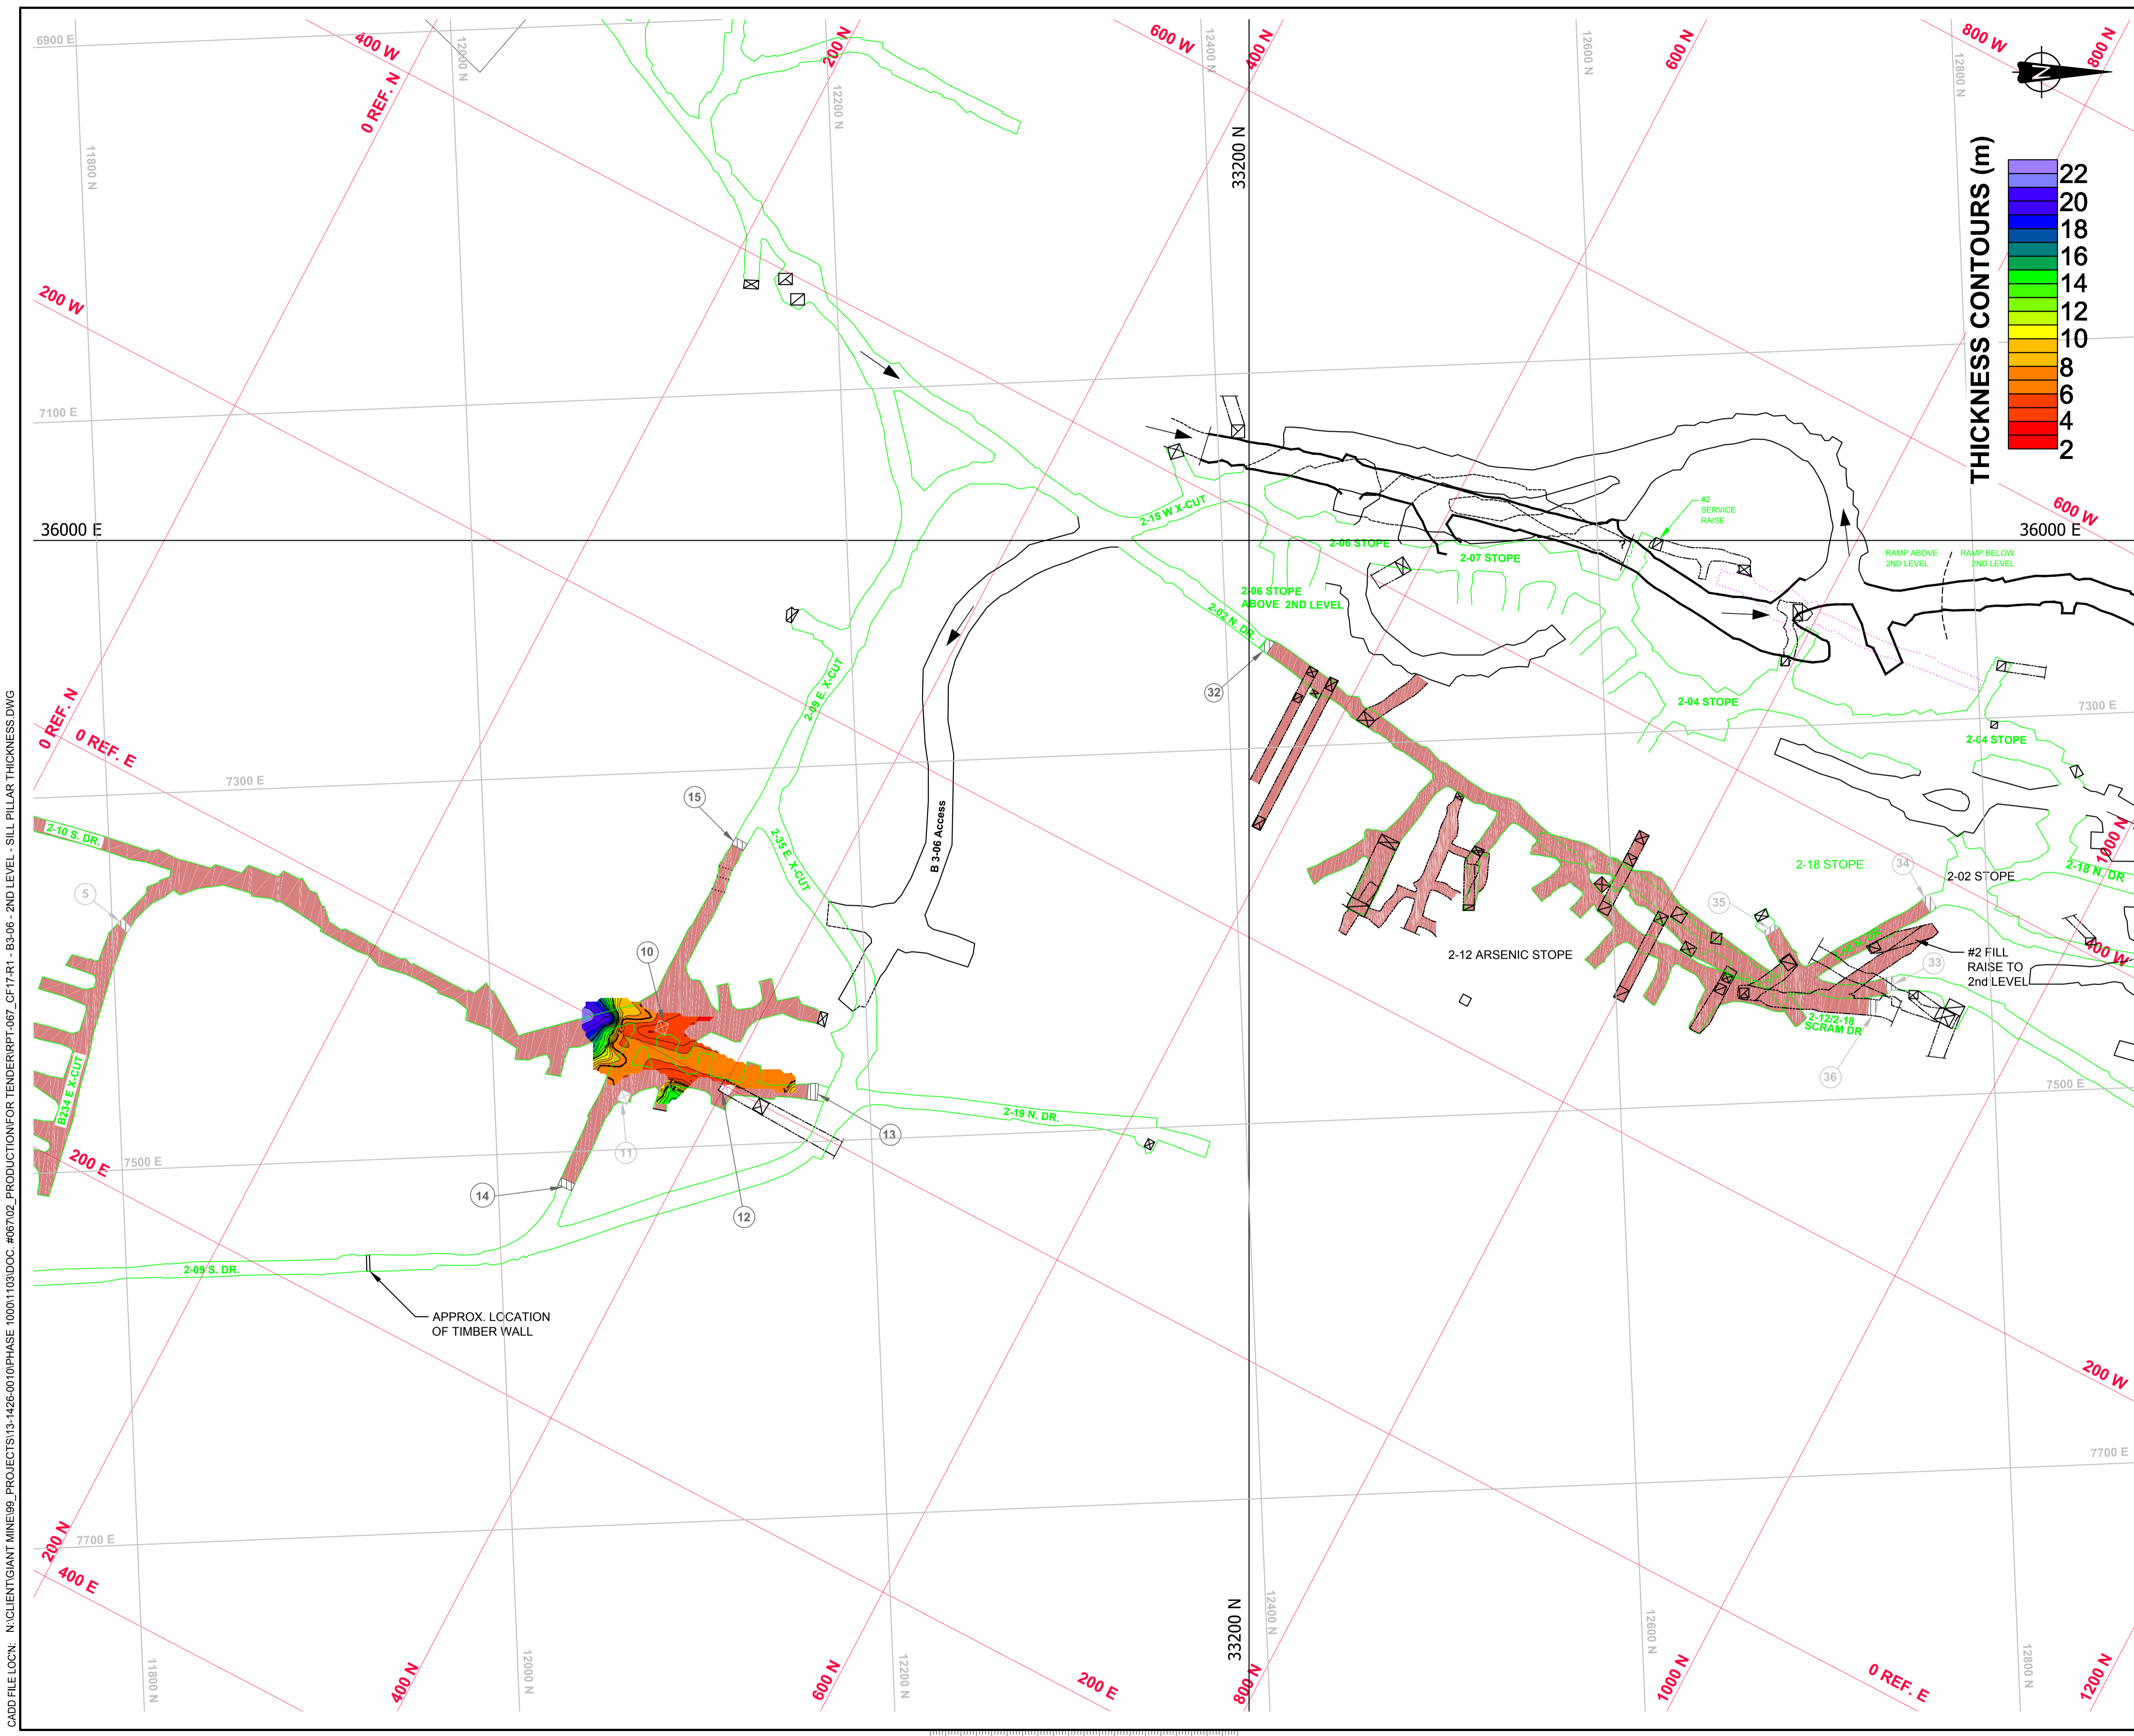 6900 E
400 W
12000 N
0 REF. N
200 N
12200 N
600 W
12400 N
400 N
12600 N
600 N
800 W
12800 N
800 N
N
11800 N
33200 N
THICKNESS CONTOURS (m)
22
20
18
16
14
12
10
8
6
4
2
200 W
7100 E
36000 E
600 W
36000 E
2-15 W X-CUT
#2
SERVICE
RAISE
2-06 STOPE
2-07 STOPE
?
RAMP ABOVE
2ND LEVEL
RAMP BELOW
2ND LEVEL
2-06 STOPE
ABOVE 2ND LEVEL
2-02 N. DR.
32
2-09 E. X-CUT
2-04 STOPE
7300 E
2-04 STOPE
0 REF. N
0 REF. E
7300 E
15
2-10 S. DR.
2-35 E. X-CUT
B 3-06 Access
1000 N
2-18 STOPE
34
2-02 STOPE
2-18 N. DR
5
35
10
2-12 ARSENIC STOPE
#2 FILL
RAISE TO
2nd LEVEL
400 W
33
2-12/2-18
SCRAM DR
36
7500 E
B234 E X-CUT
2-19 N. DR.
13
11
200 E
7500 E
14
12
2-09 S. DR.
APPROX. LOCATION
OF TIMBER WALL
200 W
7700 E
200 N
7700 E
400 E
33200 N
12400 N
12600 N
12800 N
11800 N
12000 N
12200 N
400 N
600 N
200 E
800 N
1000 N
0 REF. E
1200 N
CADD FILE LOC'N: N:\CLIENT\GIANT MINE\99_PROJECTS\13-1426-0010\PHASE 1000\1103\DOC. #067\02_PRODUCTION\FOR TENDER\RPT-067_CF17-R1 - B3-06 - 2ND LEVEL - SILL PILLAR THICKNESS.DWG